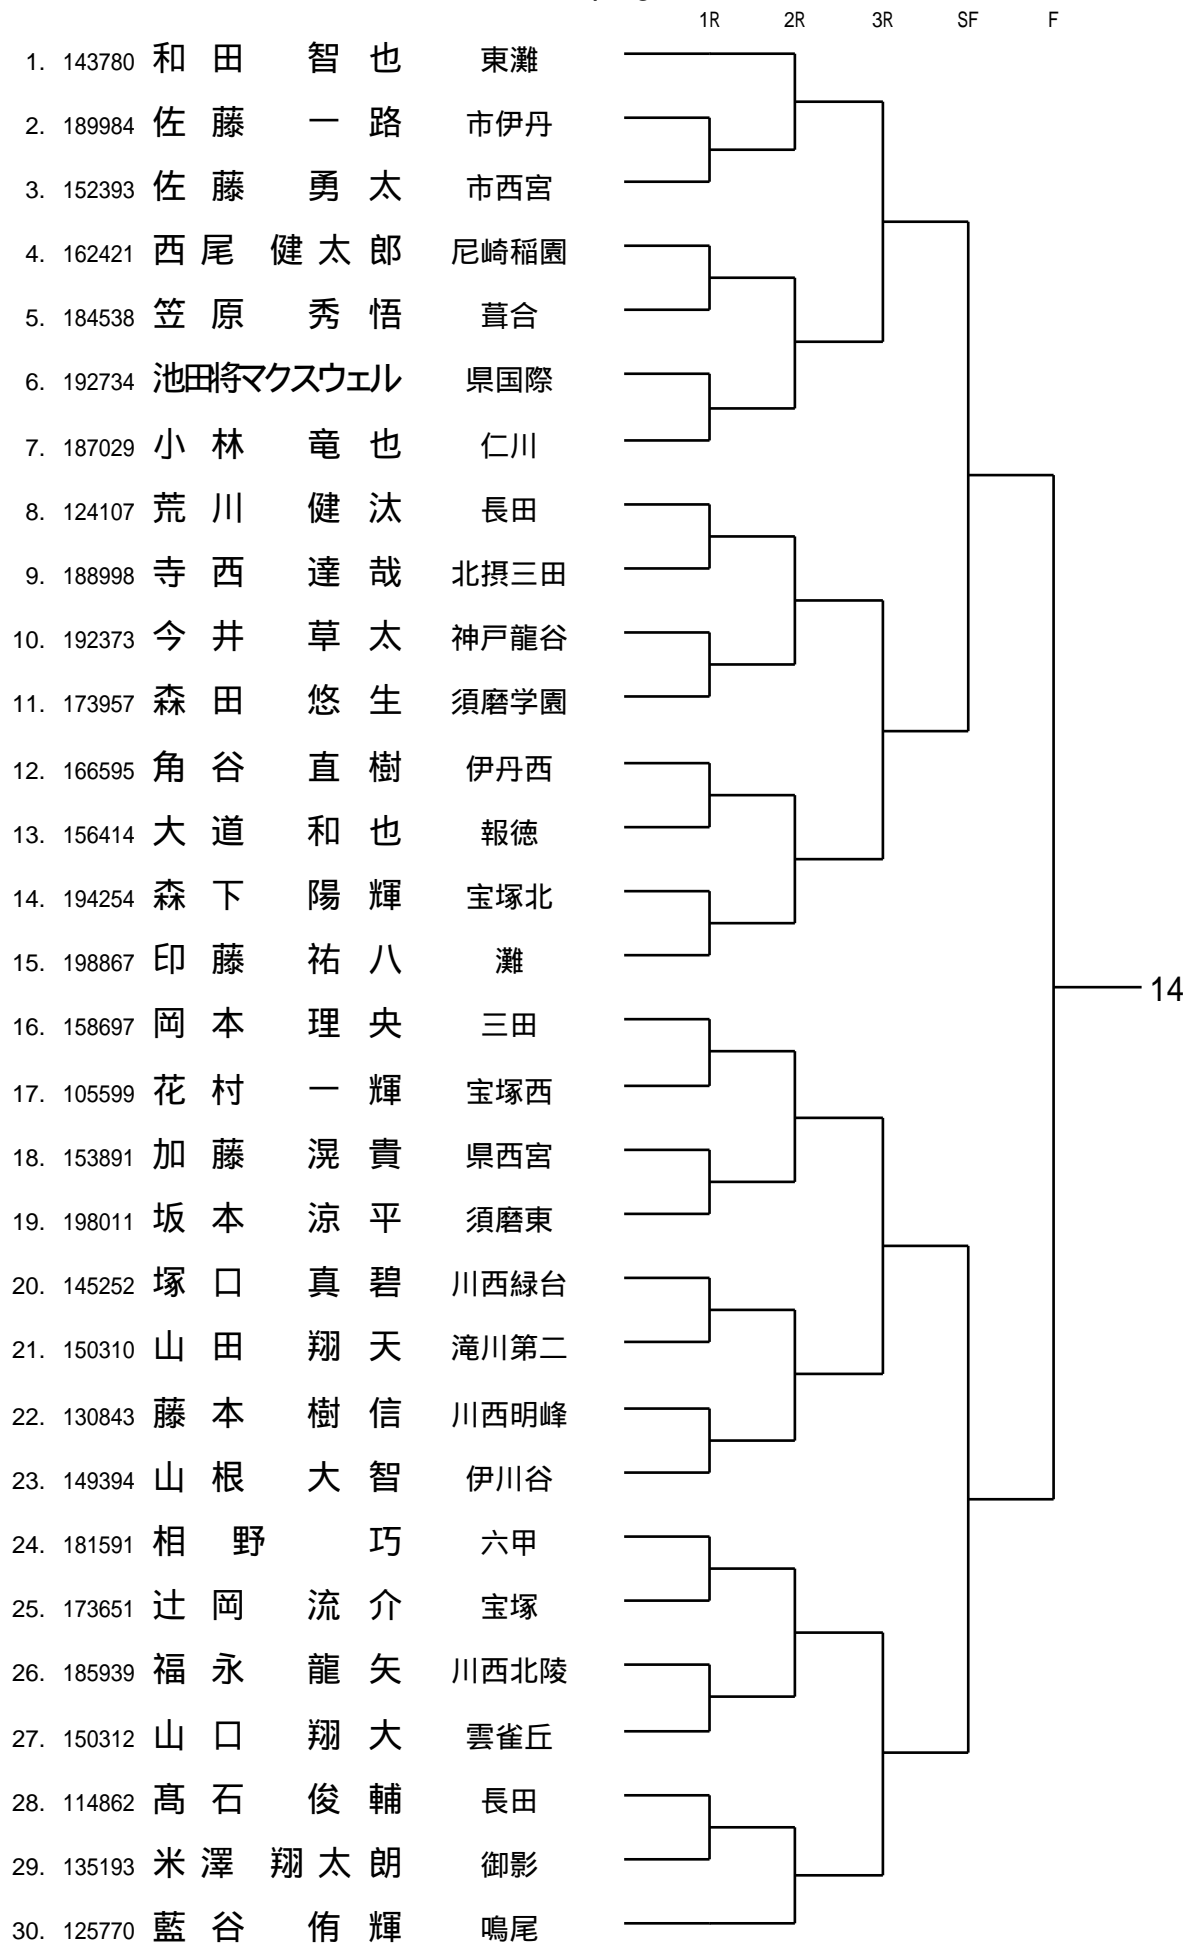 1R 2R 3R SF F
1. 143780 和田 智也 東灘
2. 189984 佐藤 一路 市伊丹
3. 152393 佐藤 勇太 市西宮
4. 162421 西尾 健太郎 尼崎稲園
5. 184538 笠原 秀悟 葺合
6. 192734 池田将マクスウェル 県国際
7. 187029 小林 竜也 仁川
8. 124107 荒川 健汰 長田
9. 188998 寺西 達哉 北摂三田
10. 192373 今井 草太 神戸龍谷
11. 173957 森田 悠生 須磨学園
12. 166595 角谷 直樹 伊丹西
13. 156414 大道 和也 報徳
14. 194254 森下 陽輝 宝塚北
15. 198867 印藤 祐八 灘
14
16. 158697 岡本 理央 三田
17. 105599 花村 一輝 宝塚西
18. 153891 加藤 滉貴 県西宮
19. 198011 坂本 涼平 須磨東
20. 145252 塚口 真碧 川西緑台
21. 150310 山田 翔天 滝川第二
22. 130843 藤本 樹信 川西明峰
23. 149394 山根 大智 伊川谷
24. 181591 相野 巧 六甲
25. 173651 辻岡 流介 宝塚
26. 185939 福永 龍矢 川西北陵
27. 150312 山口 翔大 雲雀丘
28. 114862 髙石 俊輔 長田
29. 135193 米澤 翔太朗 御影
30. 125770 藍谷 侑輝 鳴尾